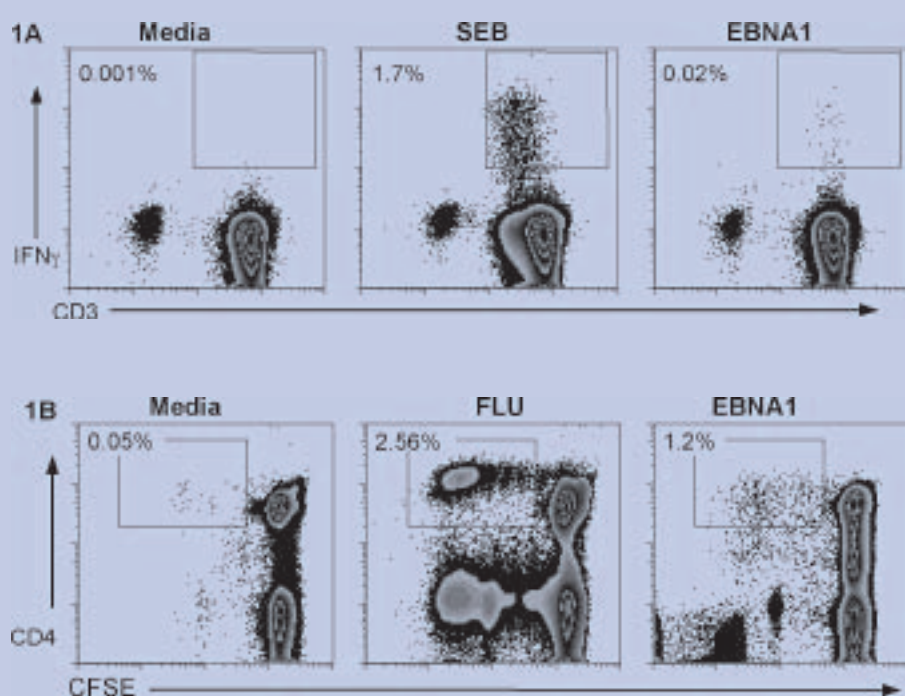 1A
Media
SEB
EBNA1
0.001%
1.7%
0.02%
IFNγ
CD3
1B
Media
FLU
EBNA1
0.05%
2.56%
1.2%
CD4
CFSE